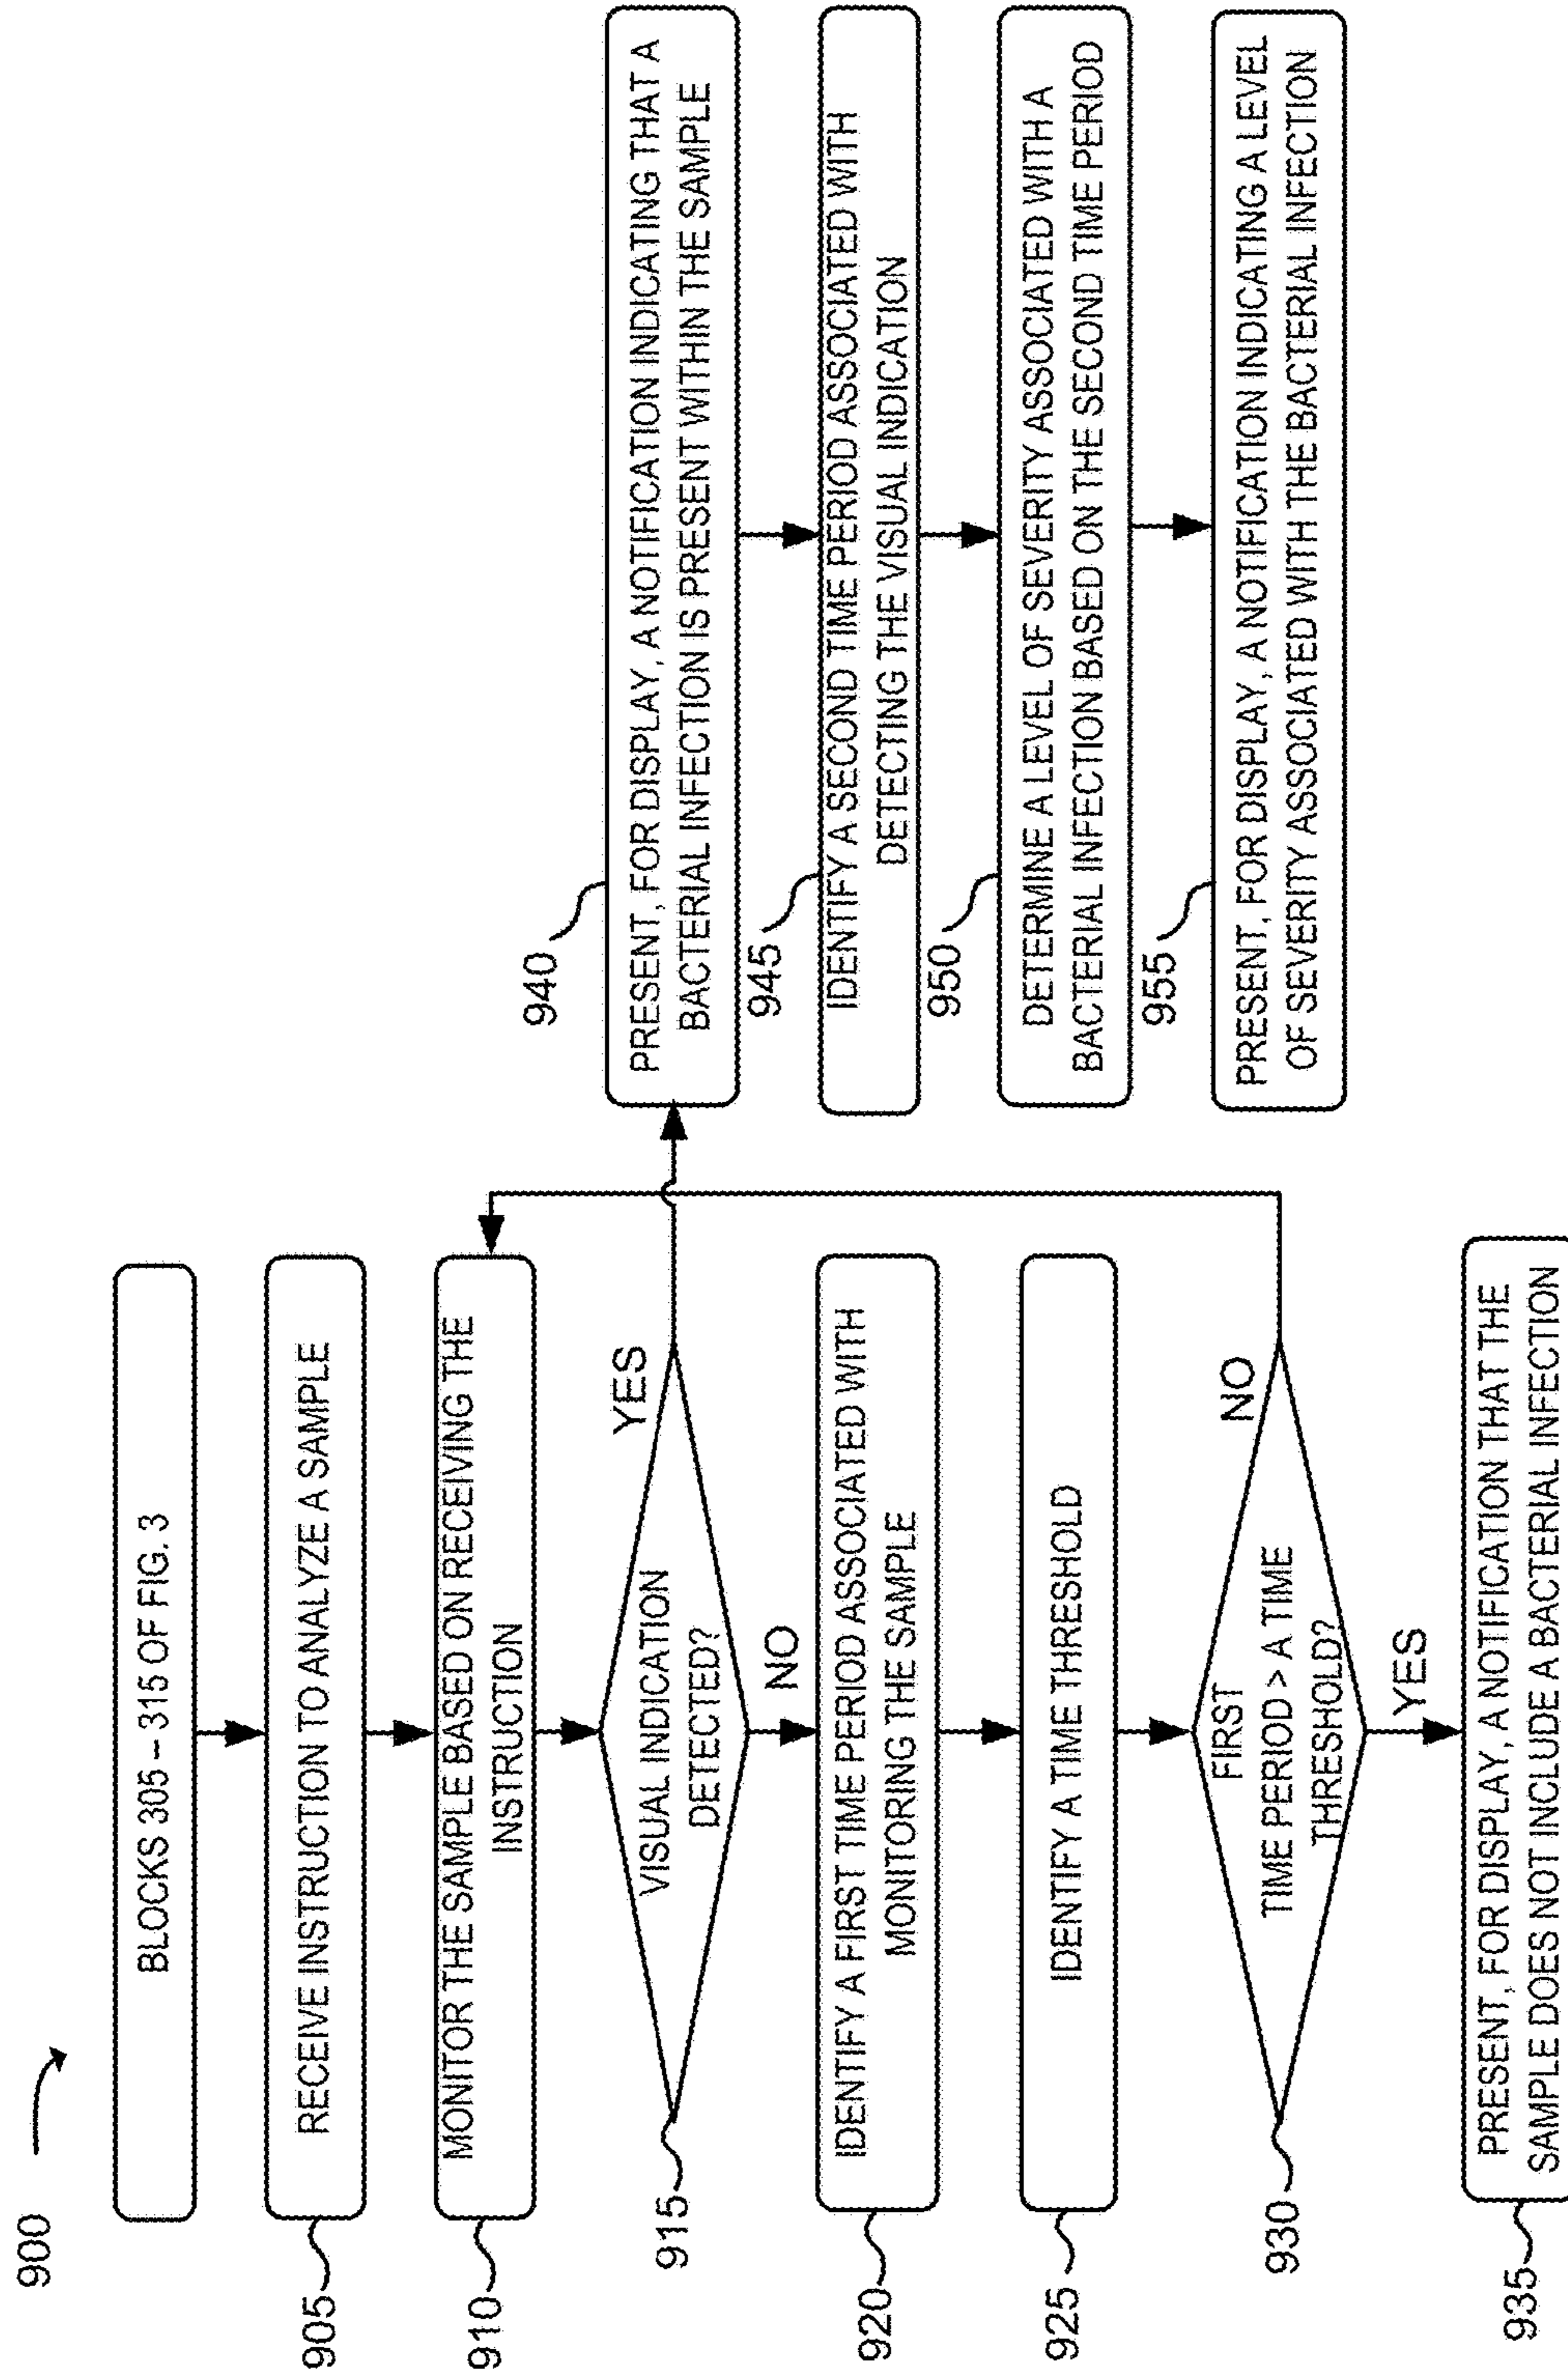 900
BLOCKS 305 – 315 OF FIG. 3
905
RECEIVE INSTRUCTION TO ANALYZE A SAMPLE
910
MONITOR THE SAMPLE BASED ON RECEIVING THE
INSTRUCTION
915
VISUAL INDICATION
DETECTED?
YES
NO
920
IDENTIFY A FIRST TIME PERIOD ASSOCIATED WITH
MONITORING THE SAMPLE
925
IDENTIFY A TIME THRESHOLD
930
FIRST
TIME PERIOD > A TIME
THRESHOLD?
NO
YES
935
PRESENT, FOR DISPLAY, A NOTIFICATION THAT THE
SAMPLE DOES NOT INCLUDE A BACTERIAL INFECTION
940
PRESENT, FOR DISPLAY, A NOTIFICATION INDICATING THAT A
BACTERIAL INFECTION IS PRESENT WITHIN THE SAMPLE
945
IDENTIFY A SECOND TIME PERIOD ASSOCIATED WITH
DETECTING THE VISUAL INDICATION
950
DETERMINE A LEVEL OF SEVERITY ASSOCIATED WITH A
BACTERIAL INFECTION BASED ON THE SECOND TIME PERIOD
955
PRESENT, FOR DISPLAY, A NOTIFICATION INDICATING A LEVEL
OF SEVERITY ASSOCIATED WITH THE BACTERIAL INFECTION